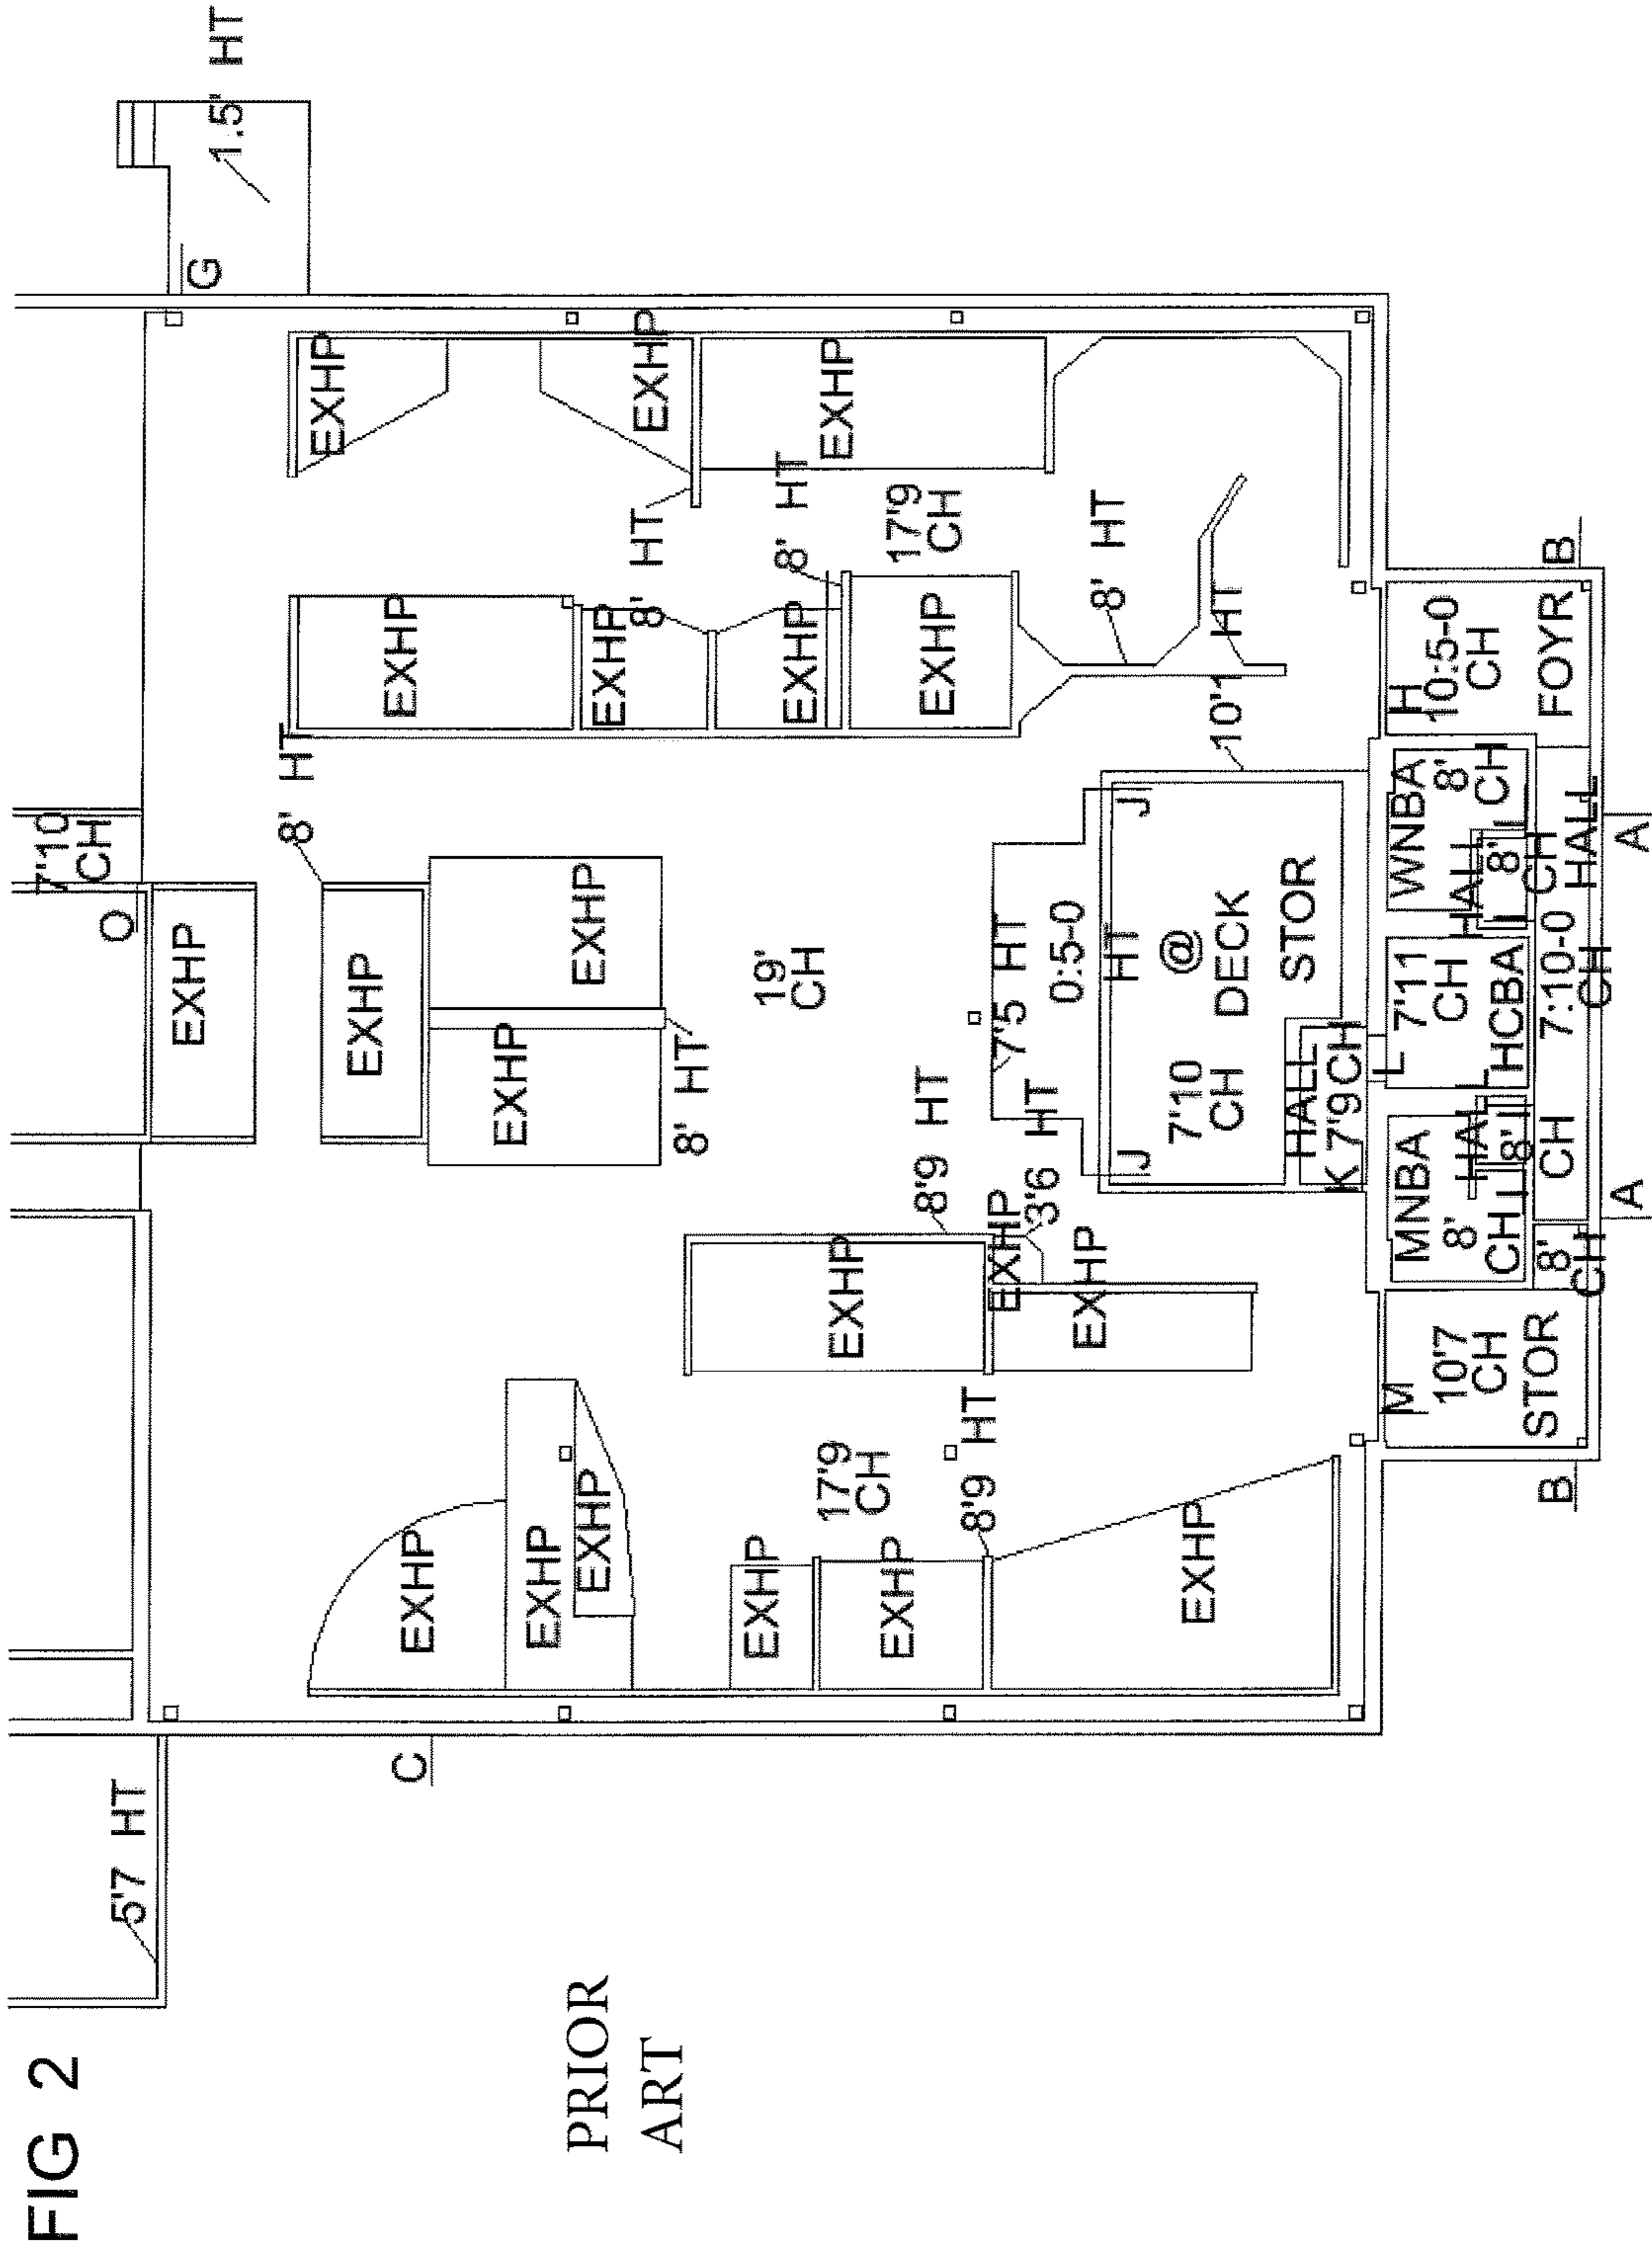 FIG 2
PRIOR
ART
5'7 HT
C
1.5' HT
G
7'10
CH
O
EXHP
EXHP
EXHP
EXHP
8' HT
8' HT
EXHP
EXHP
EXHP
EXHP
EXHP
EXHP
17'9
CH
8'9 HT
EXHP
EXHP
8'9 HT
EXHP
3'6 HT
EXHP
19'
CH
EXHP
EXHP
EXHP
EXHP
8' HT
8' HT
EXHP
EXHP
EXHP
17'9
CH
8' HT
10'1 HT
7'5 HT
0:5-0
HT
@
DECK
STOR
J
J
7'10
CH
HALL
K 7'9CH
M
10'7
CH
STOR
B
MNBA
8'
CH
HALL
8'
CH
I
I
8'
CH
L
7'11
CH
HCBA
7:10-0
CH
HALL
WNBA
8'
CH
HALL
8'
CH
I
I
H
10:5-0
CH
FOYR
B
A
A